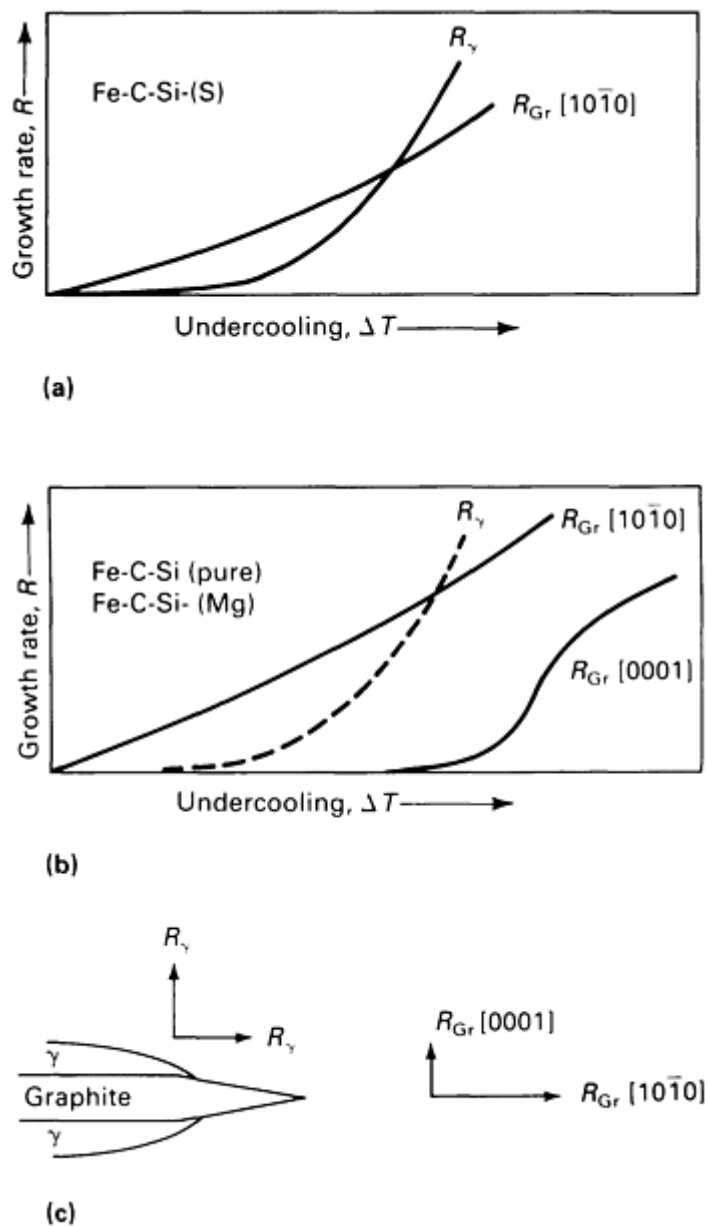 R_γ
Fe-C-Si-(S)
R_Gr [101̄0]
Growth rate, R
Undercooling, ΔT
(a)
R_γ
R_Gr [101̄0]
Fe-C-Si (pure)
Fe-C-Si- (Mg)
R_Gr [0001]
Growth rate, R
Undercooling, ΔT
(b)
R_γ
R_γ
R_Gr [0001]
γ
Graphite
R_Gr [101̄0]
γ
(c)